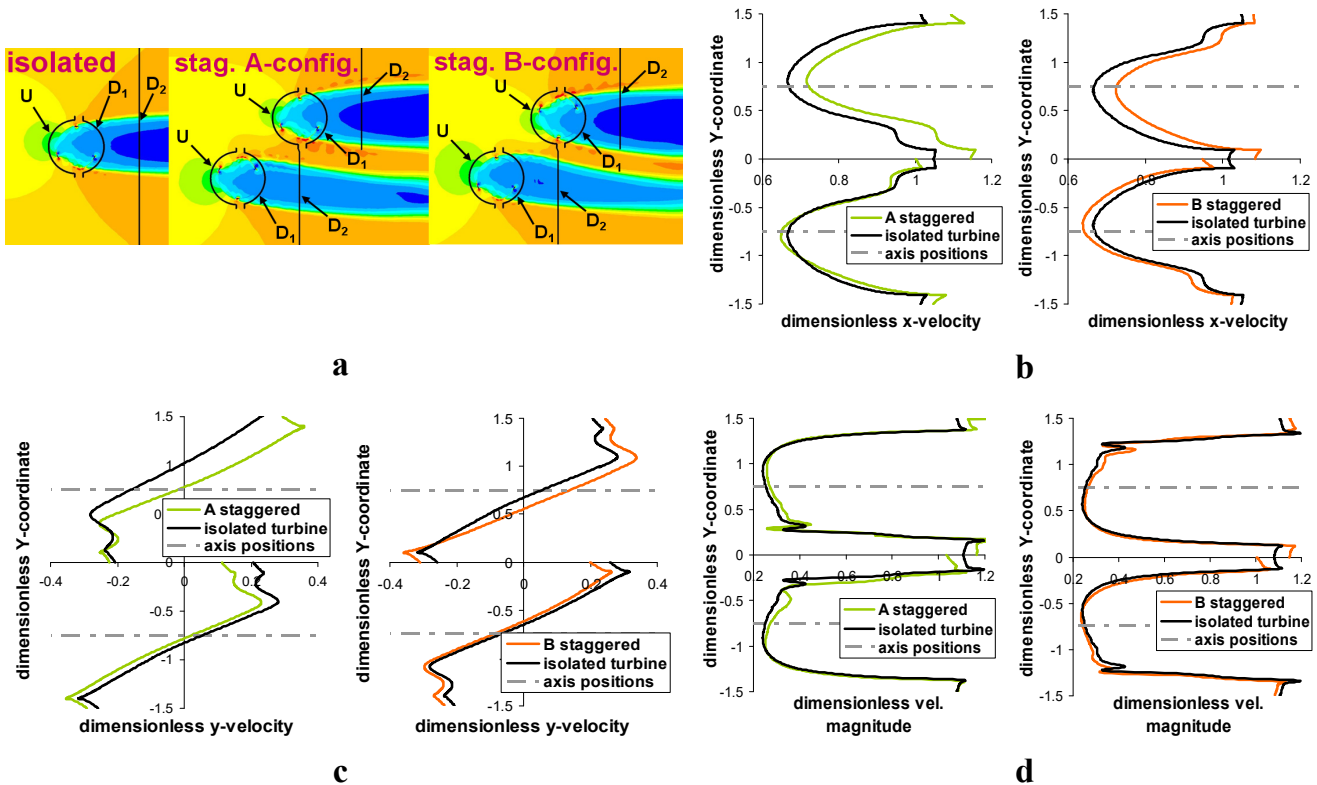 isolated
stag. A-config.
stag. B-config.
U
D1
D2
U
U
D2
D1
D1
D2
U
U
D2
D1
D1
D2
a
dimensionless Y-coordinate
1.5
1
0.5
0
0.6
0.8
1
1.2
-0.5
-1
-1.5
A staggered
isolated turbine
axis positions
dimensionless x-velocity
dimensionless Y-coordinate
1.5
1
0.5
0
0.6
0.8
1
1.2
-0.5
-1
-1.5
B staggered
isolated turbine
axis positions
dimensionless x-velocity
b
dimensionless Y-coordinate
1.5
1
0
A staggered
isolated turbine
axis positions
-0.4
-0.2
0
0.2
0.4
-0.5
-1
-1.5
dimensionless y-velocity
dimensionless Y-coordinate
1.5
1
0.5
0
-0.4
-0.2
0
0.2
0.4
-0.5
-1
-1.5
B staggered
isolated turbine
axis positions
dimensionless y-velocity
c
dimensionless Y-coordinate
1.5
1
0.5
0
0.2
0.4
0.6
0.8
1
1.2
-0.5
-1
-1.5
A staggered
isolated turbine
axis positions
dimensionless vel.
magnitude
dimensionless Y-coordinate
1.5
1
0.5
0
0.2
0.4
0.6
0.8
1
1.2
-0.5
-1
-1.5
B staggered
isolated turbine
axis positions
dimensionless vel.
magnitude
d